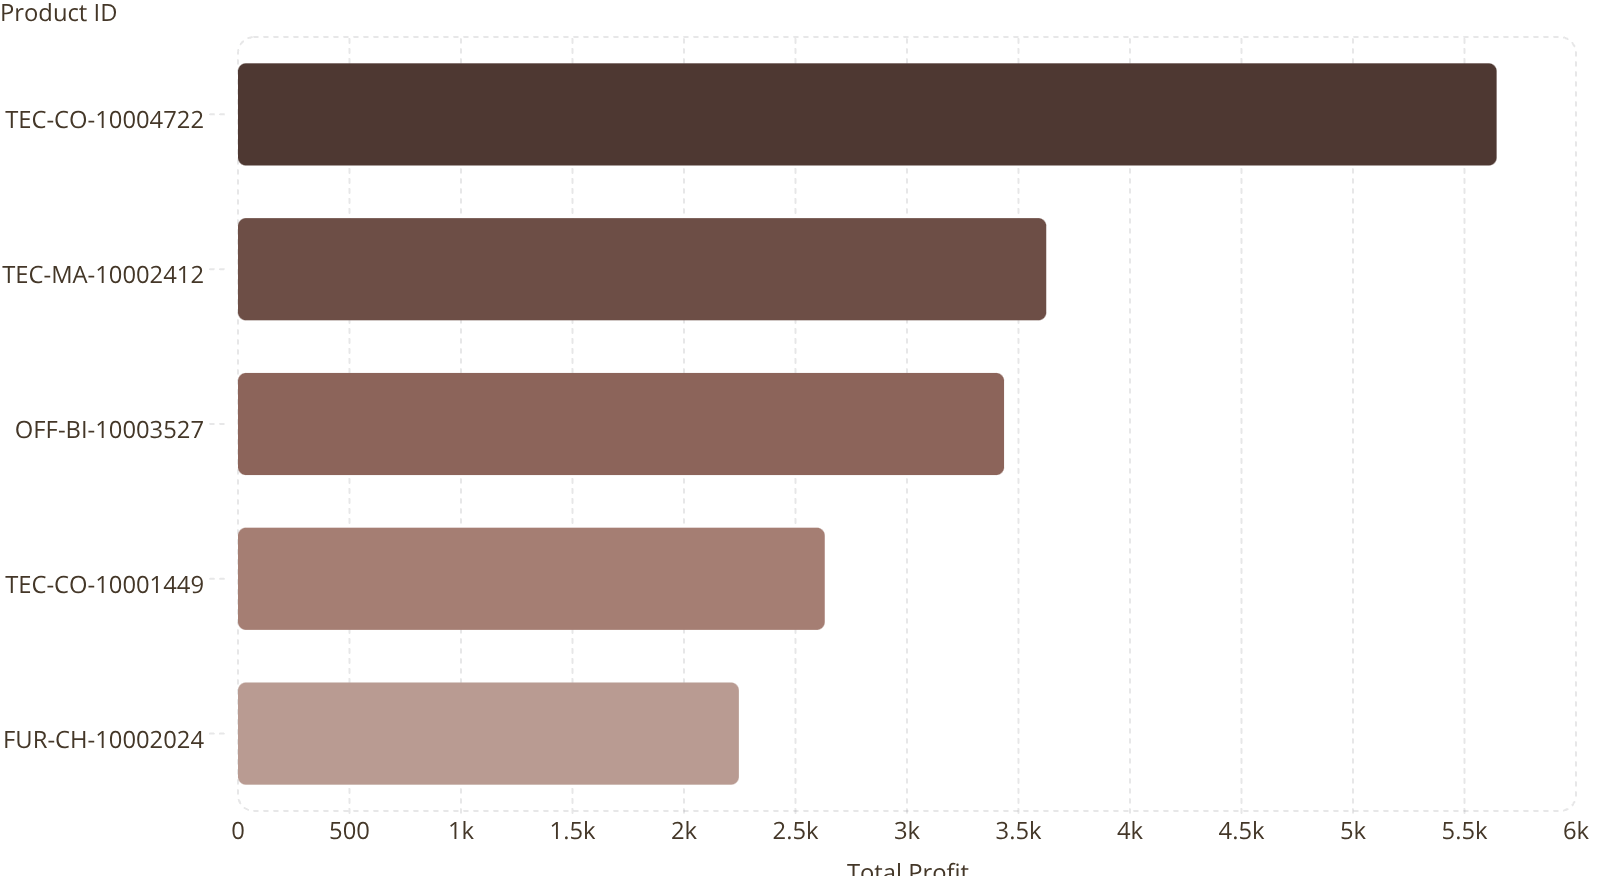 Product ID
TEC-CO-10004722
TEC-MA-10002412
OFF-BI-10003527
TEC-CO-10001449
FUR-CH-10002024
0 500 1k 1.5k 2k 2.5k 3k 3.5k 4k 4.5k 5k 5.5k 6k
Total Profit